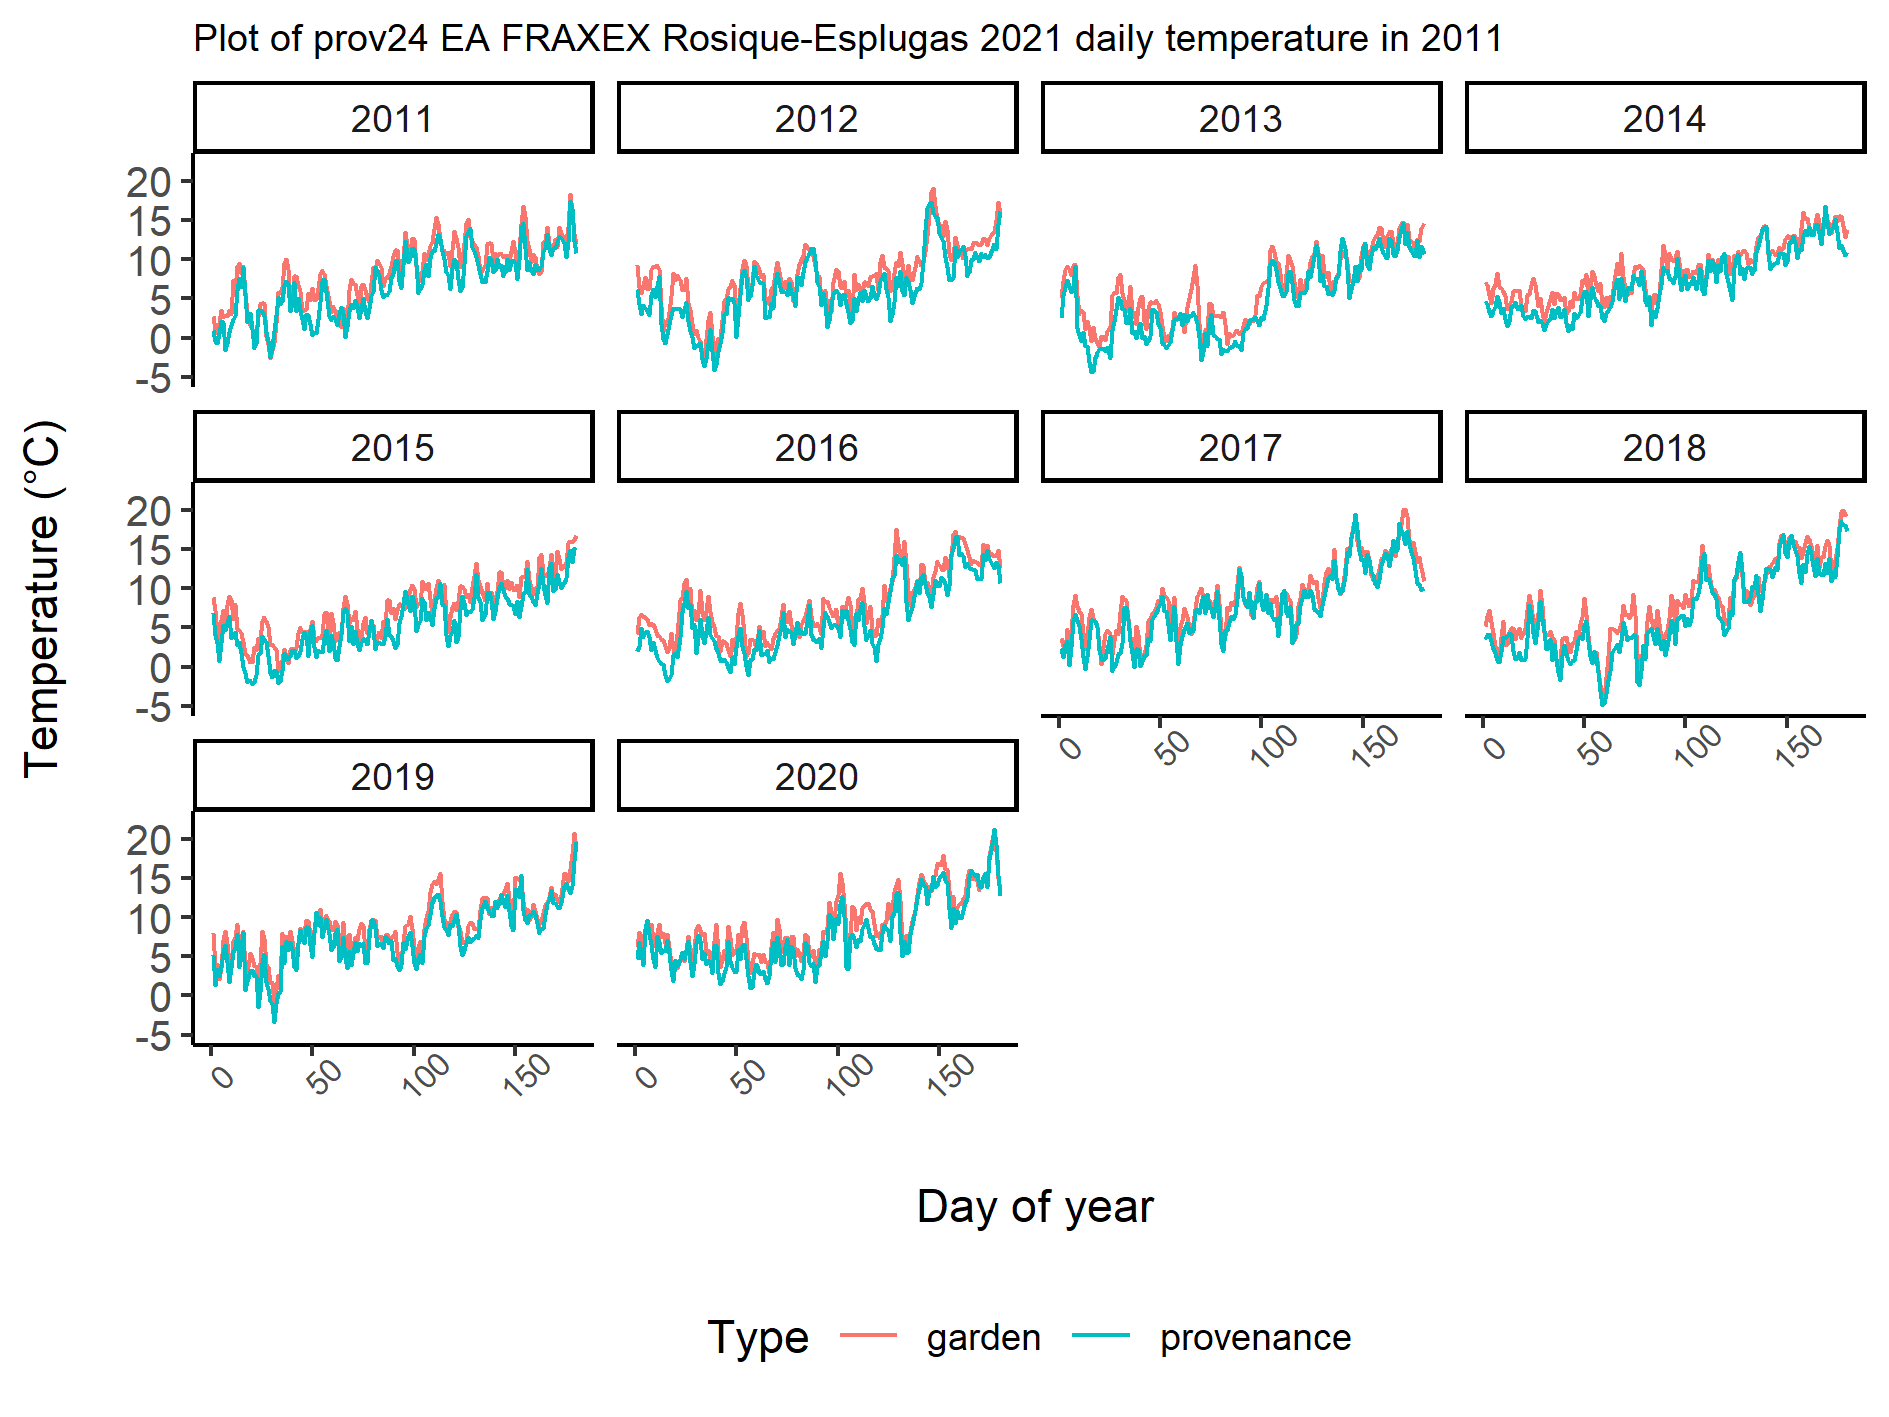 Plot of prov24 EA FRAXEX Rosique-Esplugas 2021 daily temperature in 2011
2011 2012 2013 2014
20
15
10
5
0
-5
2015 2016 2017 2018
20
15
10
5
0
-5
0 50 100 150 0 50 100 150
2019 2020
20
15
10
5
0
-5
0 50 100 150 0 50 100 150
Temperature (°C)
Day of year
Type garden provenance